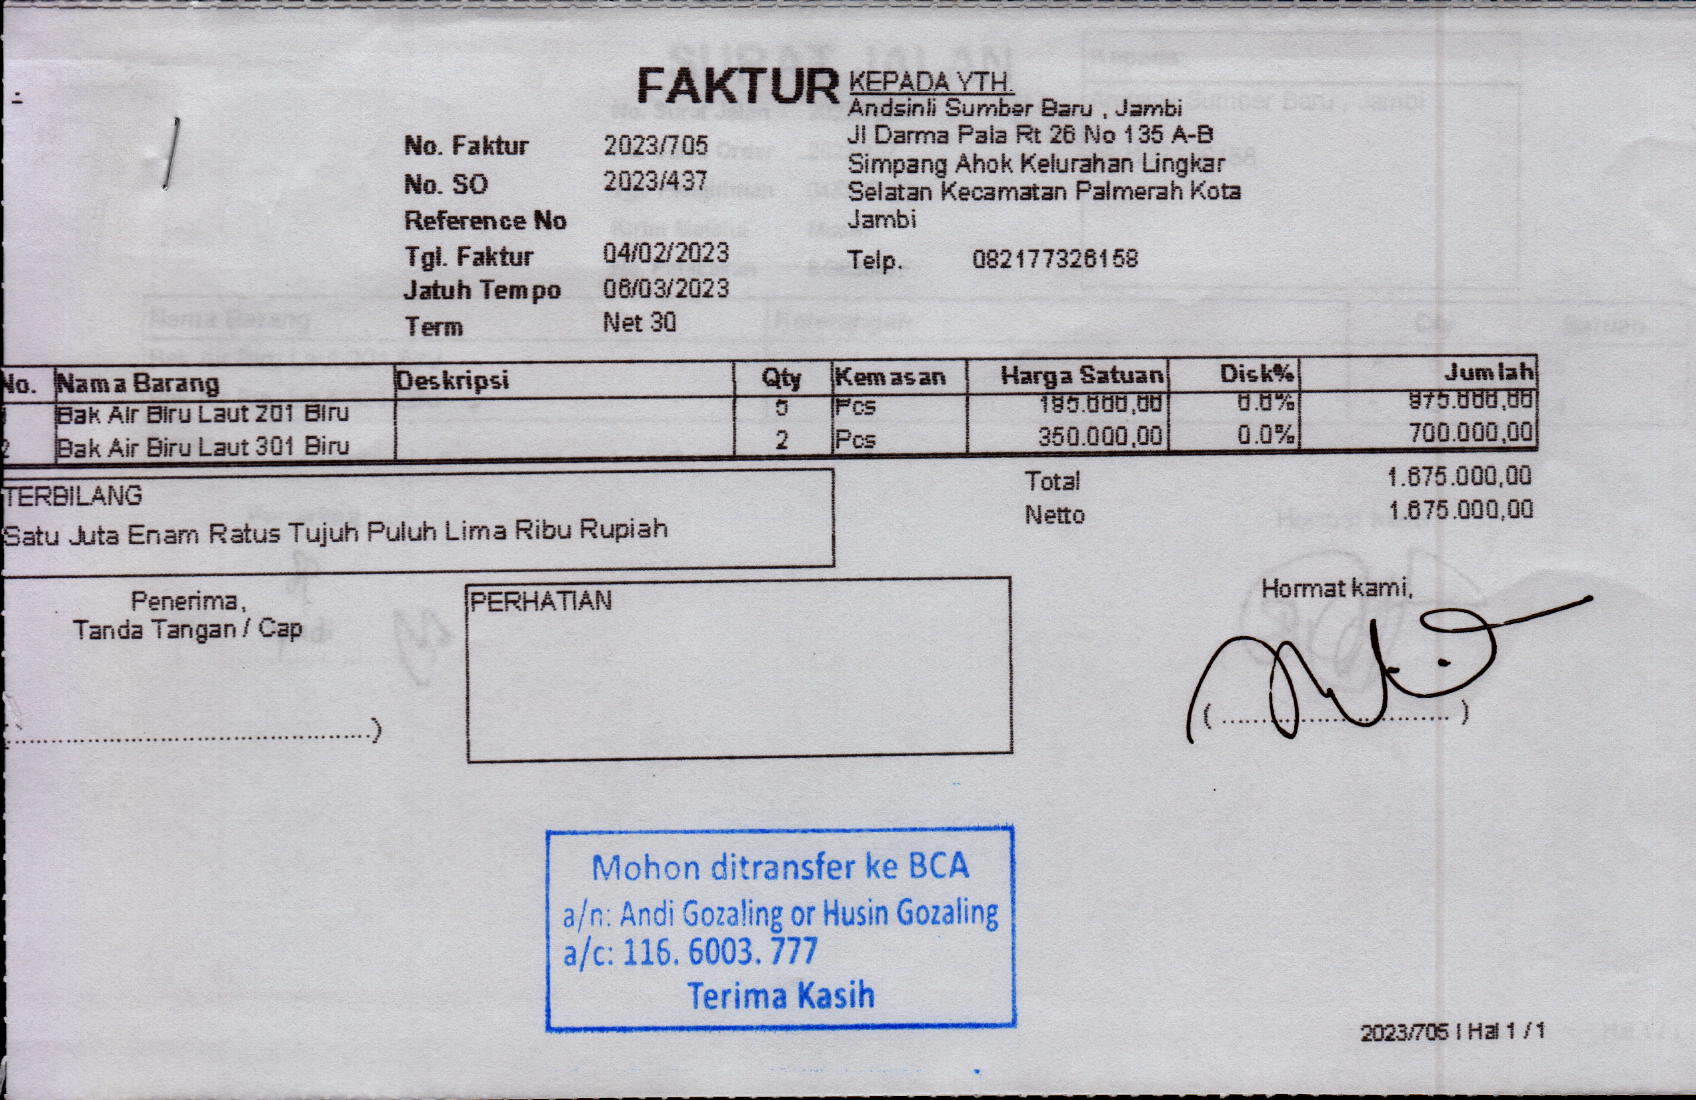 FAKTUR
KEPADA YTH.
Andsinli Sumber Baru , Jambi
Jl Darma Pala Rt 26 No 135 A-B
Simpang Ahok Kelurahan Lingkar
Selatan Kecamatan Palmerah Kota
Jambi
Telp. 082177326158
No. Faktur 2023/705
No. SO 2023/437
Reference No
Tgl. Faktur 04/02/2023
Jatuh Tempo 06/03/2023
Term Net 30
No. Nama Barang Deskripsi Qty Kemasan Harga Satuan Disk% Jumlah
1 Bak Air Biru Laut 201 Biru 5 Pcs 195.000,00 0.0% 975.000,00
2 Bak Air Biru Laut 301 Biru 2 Pcs 350.000,00 0.0% 700.000,00
Total 1.675.000,00
Netto 1.675.000,00
TERBILANG
Satu Juta Enam Ratus Tujuh Puluh Lima Ribu Rupiah
Penerima,
Tanda Tangan / Cap
PERHATIAN
Hormat kami,
Mohon ditransfer ke BCA
a/n: Andi Gozaling or Husin Gozaling
a/c: 116. 6003. 777
Terima Kasih
2023/705 | Hal 1 / 1